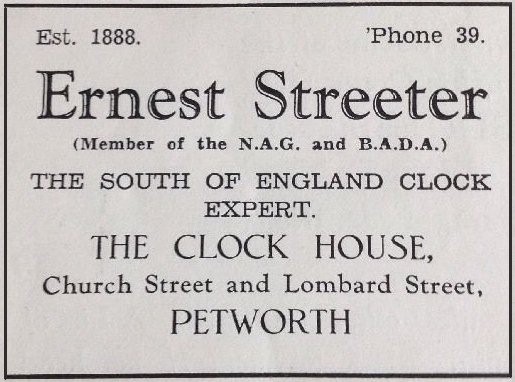 Est. 1888. 'Phone 39.
Ernest Streeter
(Member of the N.A.G. and B.A.D.A.)
THE SOUTH OF ENGLAND CLOCK
EXPERT.
THE CLOCK HOUSE,
Church Street and Lombard Street,
PETWORTH